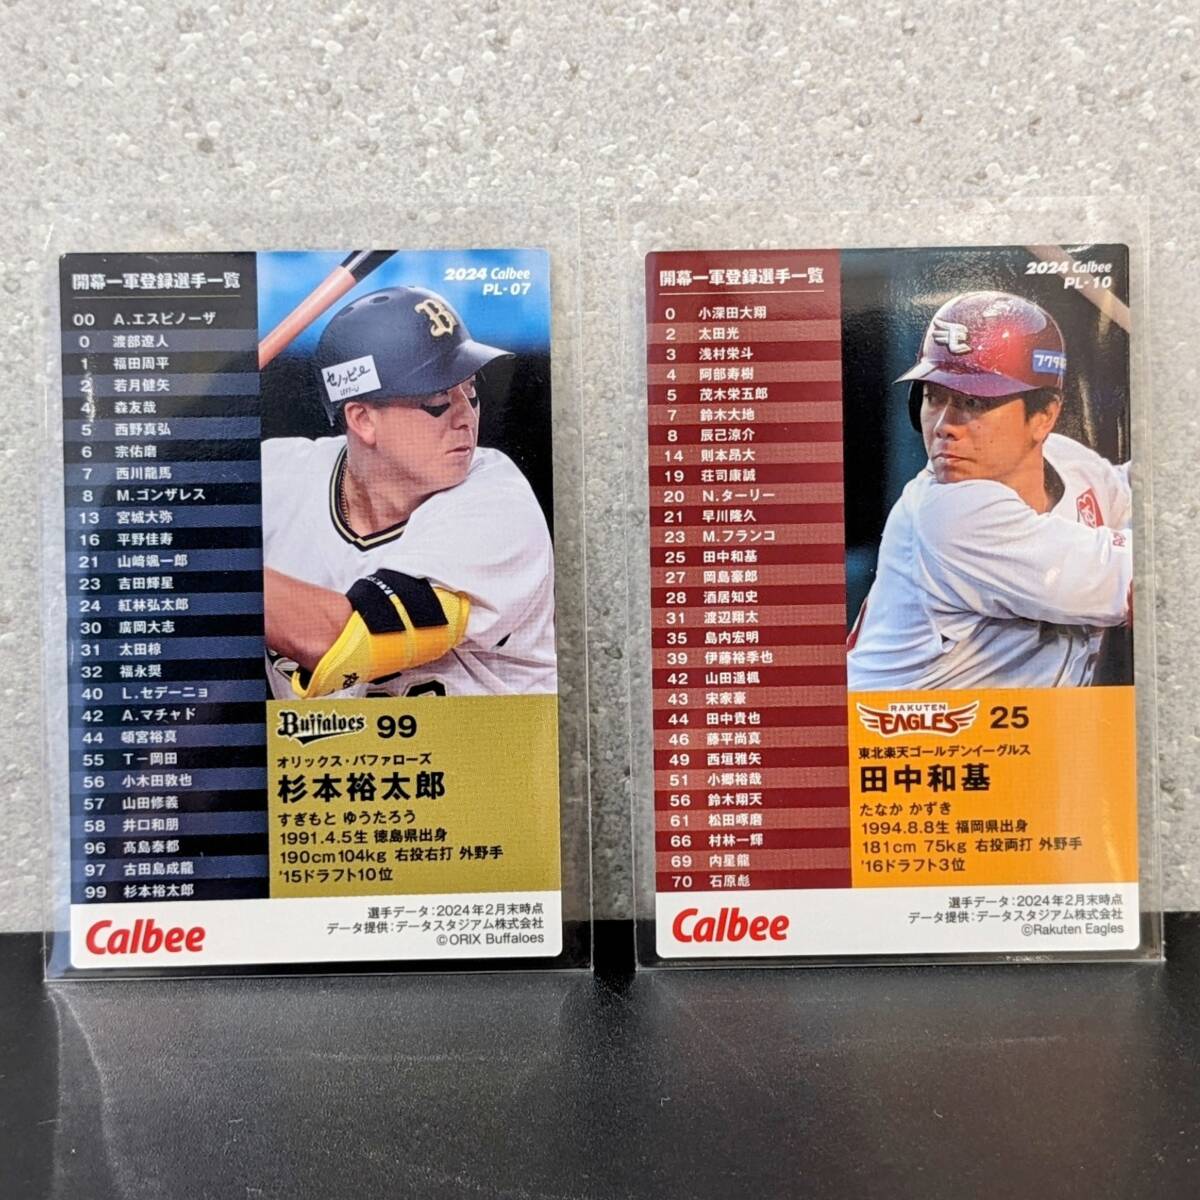 開幕一軍登録選手一覧
00 A.エスピノーザ
0 渡部遼人
1 福田周平
2 若月健矢
4 森友哉
5 西野真弘
6 宗佑磨
7 西川龍馬
8 M.ゴンザレス
13 宮城大弥
16 平野佳寿
21 山﨑颯一郎
23 吉田輝星
24 紅林弘太郎
30 廣岡大志
31 太田椋
32 福永奨
40 L.セデーニョ
42 A.マチャド
44 頓宮裕真
55 T-岡田
56 小木田敦也
57 山田修義
58 井口和朋
96 髙島泰都
97 古田島成龍
99 杉本裕太郎
2024 Calbee
PL-07
B
セノッピー
UHA
Buffaloes 99
オリックス・バファローズ
杉本裕太郎
すぎもと ゆうたろう
1991.4.5生 徳島県出身
190cm104kg 右投右打 外野手
'15ドラフト10位
Calbee
選手データ:2024年2月末時点
データ提供:データスタジアム株式会社
©ORIX Buffaloes
開幕一軍登録選手一覧
0 小深田大翔
2 太田光
3 浅村栄斗
4 阿部寿樹
5 茂木栄五郎
7 鈴木大地
8 辰己涼介
14 則本昂大
19 荘司康誠
20 N.ターリー
21 早川隆久
23 M.フランコ
25 田中和基
27 岡島豪郎
28 酒居知史
31 渡辺翔太
35 島内宏明
39 伊藤裕季也
42 山田遥楓
43 宋家豪
44 田中貴也
46 藤平尚真
49 西垣雅矢
51 小郷裕哉
56 鈴木翔天
61 松田啄磨
66 村林一輝
69 内星龍
70 石原彪
2024 Calbee
PL-10
E
フクダ
RAKUTEN
EAGLES 25
東北楽天ゴールデンイーグルス
田中和基
たなか かずき
1994.8.8生 福岡県出身
181cm 75kg 右投両打 外野手
'16ドラフト3位
Calbee
選手データ:2024年2月末時点
データ提供:データスタジアム株式会社
©Rakuten Eagles